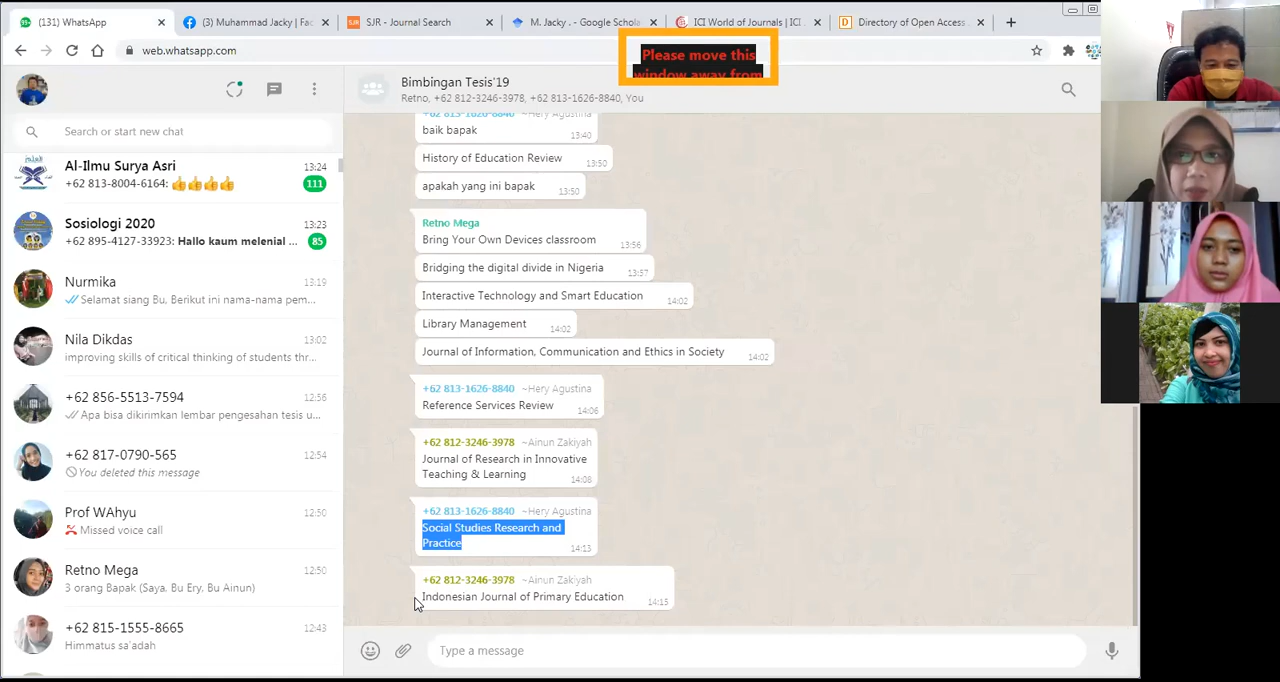 (131) WhatsApp
(3) Muhammad Jacky | Fac
SJR - Journal Search
M. Jacky . - Google Schola
ICI World of Journals | ICI .
Directory of Open Access .
web.whatsapp.com
Please move this
window away from
Search or start new chat
Al-Ilmu Surya Asri
13:24
+62 813-8004-6164: 👍👍👍👍
111
Sosiologi 2020
13:23
+62 895-4127-33923: Hallo kaum melenial ...
85
Nurmika
13:19
Selamat siang Bu. Berikut ini nama-nama pem...
Nila Dikdas
13:02
improving skills of critical thinking of students thr...
+62 856-5513-7594
12:56
Apa bisa dikirmkan lembar pengesahan tesis u...
+62 817-0790-565
12:54
You deleted this message
Prof WAhyu
12:50
Missed voice call
Retno Mega
12:50
3 orang Bapak (Saya, Bu Ery, Bu Ainun)
+62 815-1555-8665
12:43
Himmatus sa'adah
Bimbingan Tesis'19
Retno, +62 812-3246-3978, +62 813-1626-8840, You
+62 813-1626-8840 ~Hery Agustina
baik bapak
13:40
History of Education Review
13:50
apakah yang ini bapak
13:50
Retno Mega
Bring Your Own Devices classroom
13:56
Bridging the digital divide in Nigeria
13:57
Interactive Technology and Smart Education
14:02
Library Management
14:02
Journal of Information, Communication and Ethics in Society
14:02
+62 813-1626-8840 ~Hery Agustina
Reference Services Review
14:06
+62 812-3246-3978 ~Ainun Zakiyah
Journal of Research in Innovative
Teaching & Learning
14:08
+62 813-1626-8840 ~Hery Agustina
Social Studies Research and
Practice
14:13
+62 812-3246-3978 ~Ainun Zakiyah
Indonesian Journal of Primary Education
14:15
Type a message